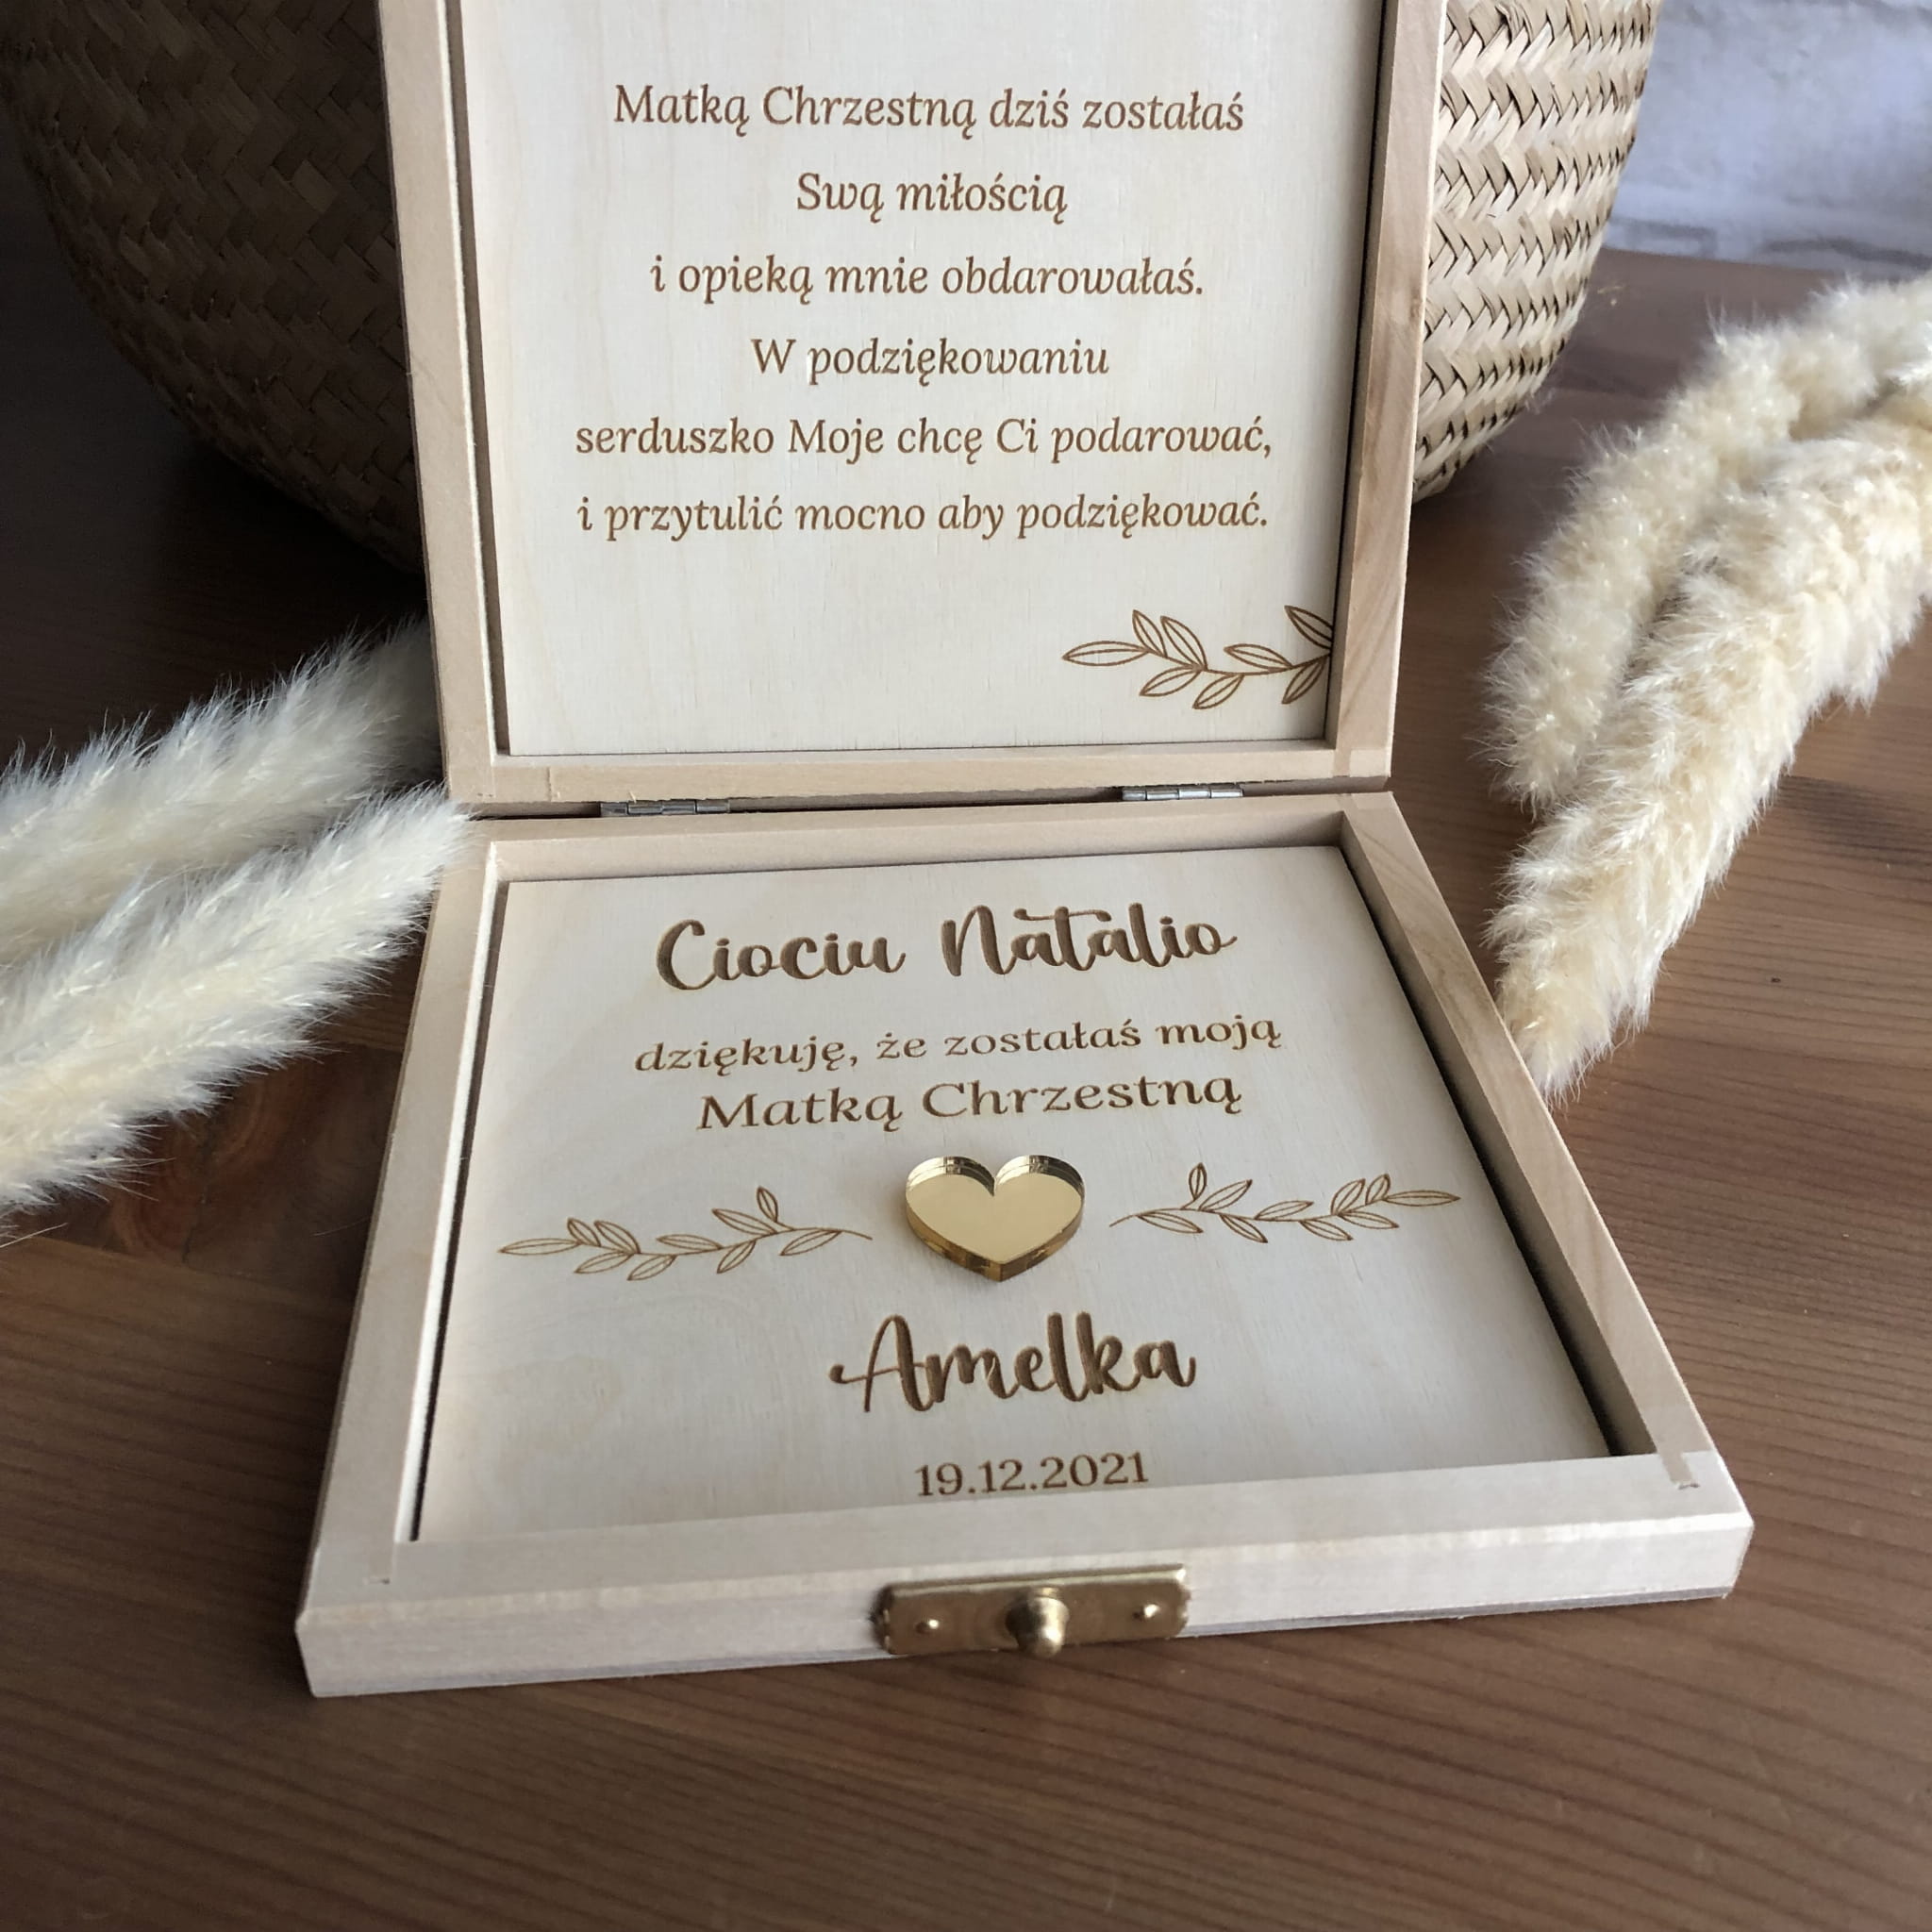 Matką Chrzestną dziś zostałaś
Swą miłością
i opieką mnie obdarowałaś.
W podziękowaniu
serduszko Moje chcę Ci podarować,
i przytulić mocno aby podziękować.
Ciociu Natalio
dziękuję, że zostałaś moją
Matką Chrzestną
Amelka
19.12.2021